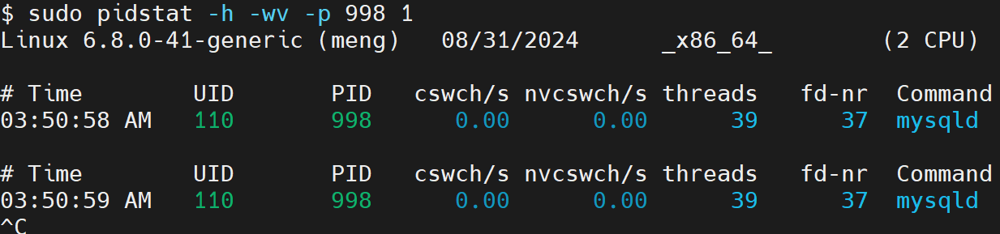 $ sudo pidstat -h -wv -p 998 1
Linux 6.8.0-41-generic (meng)   08/31/2024      _x86_64_        (2 CPU)
# Time        UID       PID   cswch/s nvcswch/s threads   fd-nr  Command
03:50:58 AM   110       998      0.00      0.00      39      37  mysqld
# Time        UID       PID   cswch/s nvcswch/s threads   fd-nr  Command
03:50:59 AM   110       998      0.00      0.00      39      37  mysqld
^C